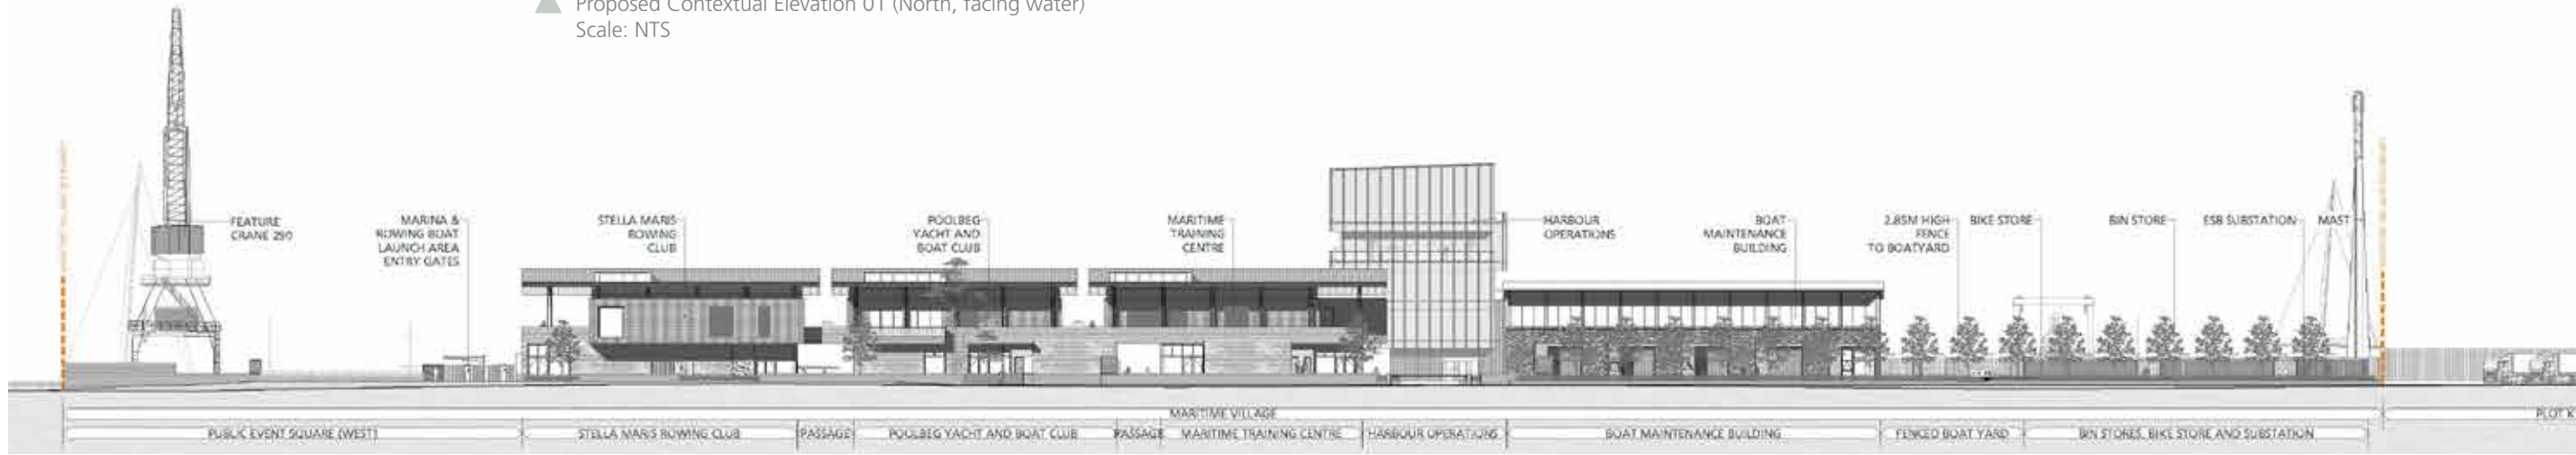 Proposed Contextual Elevation 01 (North, facing water)
Scale: NTS
FEATURE
CRANE 290
MARINA &
ROWING BOAT
LAUNCH AREA
ENTRY GATES
STELLA MARIS
ROWING
CLUB
POOLBEG
YACHT AND
BOAT CLUB
MARITIME
TRAINING
CENTRE
HARBOUR
OPERATIONS
BOAT
MAINTENANCE
BUILDING
2.85M HIGH
FENCE
TO BOATYARD
BIKE STORE
BIN STORE
ESB SUBSTATION
MAST
MARITIME VILLAGE
PLOT K
PUBLIC EVENT SQUARE (WEST)
STELLA MARIS ROWING CLUB
PASSAGE
POOLBEG YACHT AND BOAT CLUB
PASSAGE
MARITIME TRAINING CENTRE
HARBOUR OPERATIONS
BOAT MAINTENANCE BUILDING
FENCED BOAT YARD
BIN STORES, BIKE STORE AND SUBSTATION